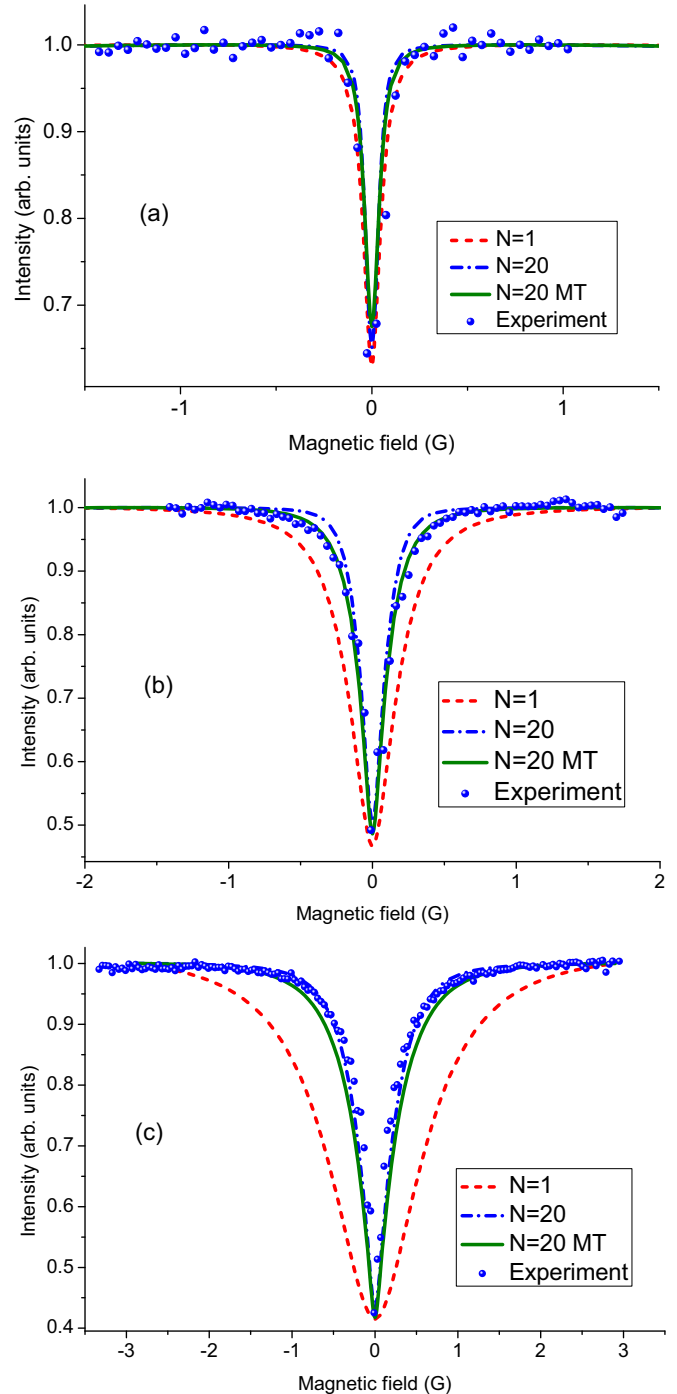 1.0
0.9
0.8
0.7
Intensity (arb. units)
(a)
N=1
N=20
N=20 MT
Experiment
-1 0 1
Magnetic field (G)
1.0
0.9
0.8
0.7
0.6
0.5
Intensity (arb. units)
(b)
N=1
N=20
N=20 MT
Experiment
-2 -1 0 1 2
Magnetic field (G)
1.0
0.9
0.8
0.7
0.6
0.5
0.4
Intensity (arb. units)
(c)
N=1
N=20
N=20 MT
Experiment
-3 -2 -1 0 1 2 3
Magnetic field (G)